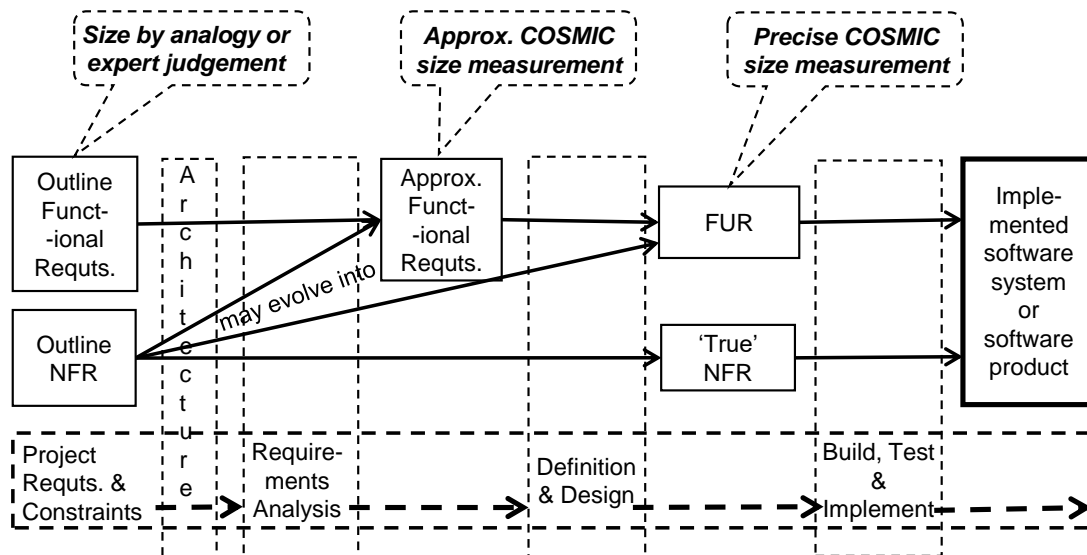 Size by analogy or
expert judgement
Approx. COSMIC
size measurement
Precise COSMIC
size measurement
Outline
Funct-
-ional
Requts.
Architecture
Approx.
Funct-
-ional
Requts.
FUR
Imple-
mented
software
system
or
software
product
may evolve into
Outline
NFR
‘True’
NFR
Project
Requts. &
Constraints
Require-
ments
Analysis
Definition
& Design
Build, Test
&
Implement